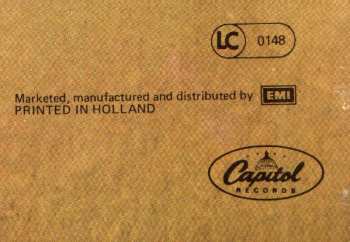 LC 0148
Marketed, manufactured and distributed by EMI
PRINTED IN HOLLAND
Capitol
RECORDS